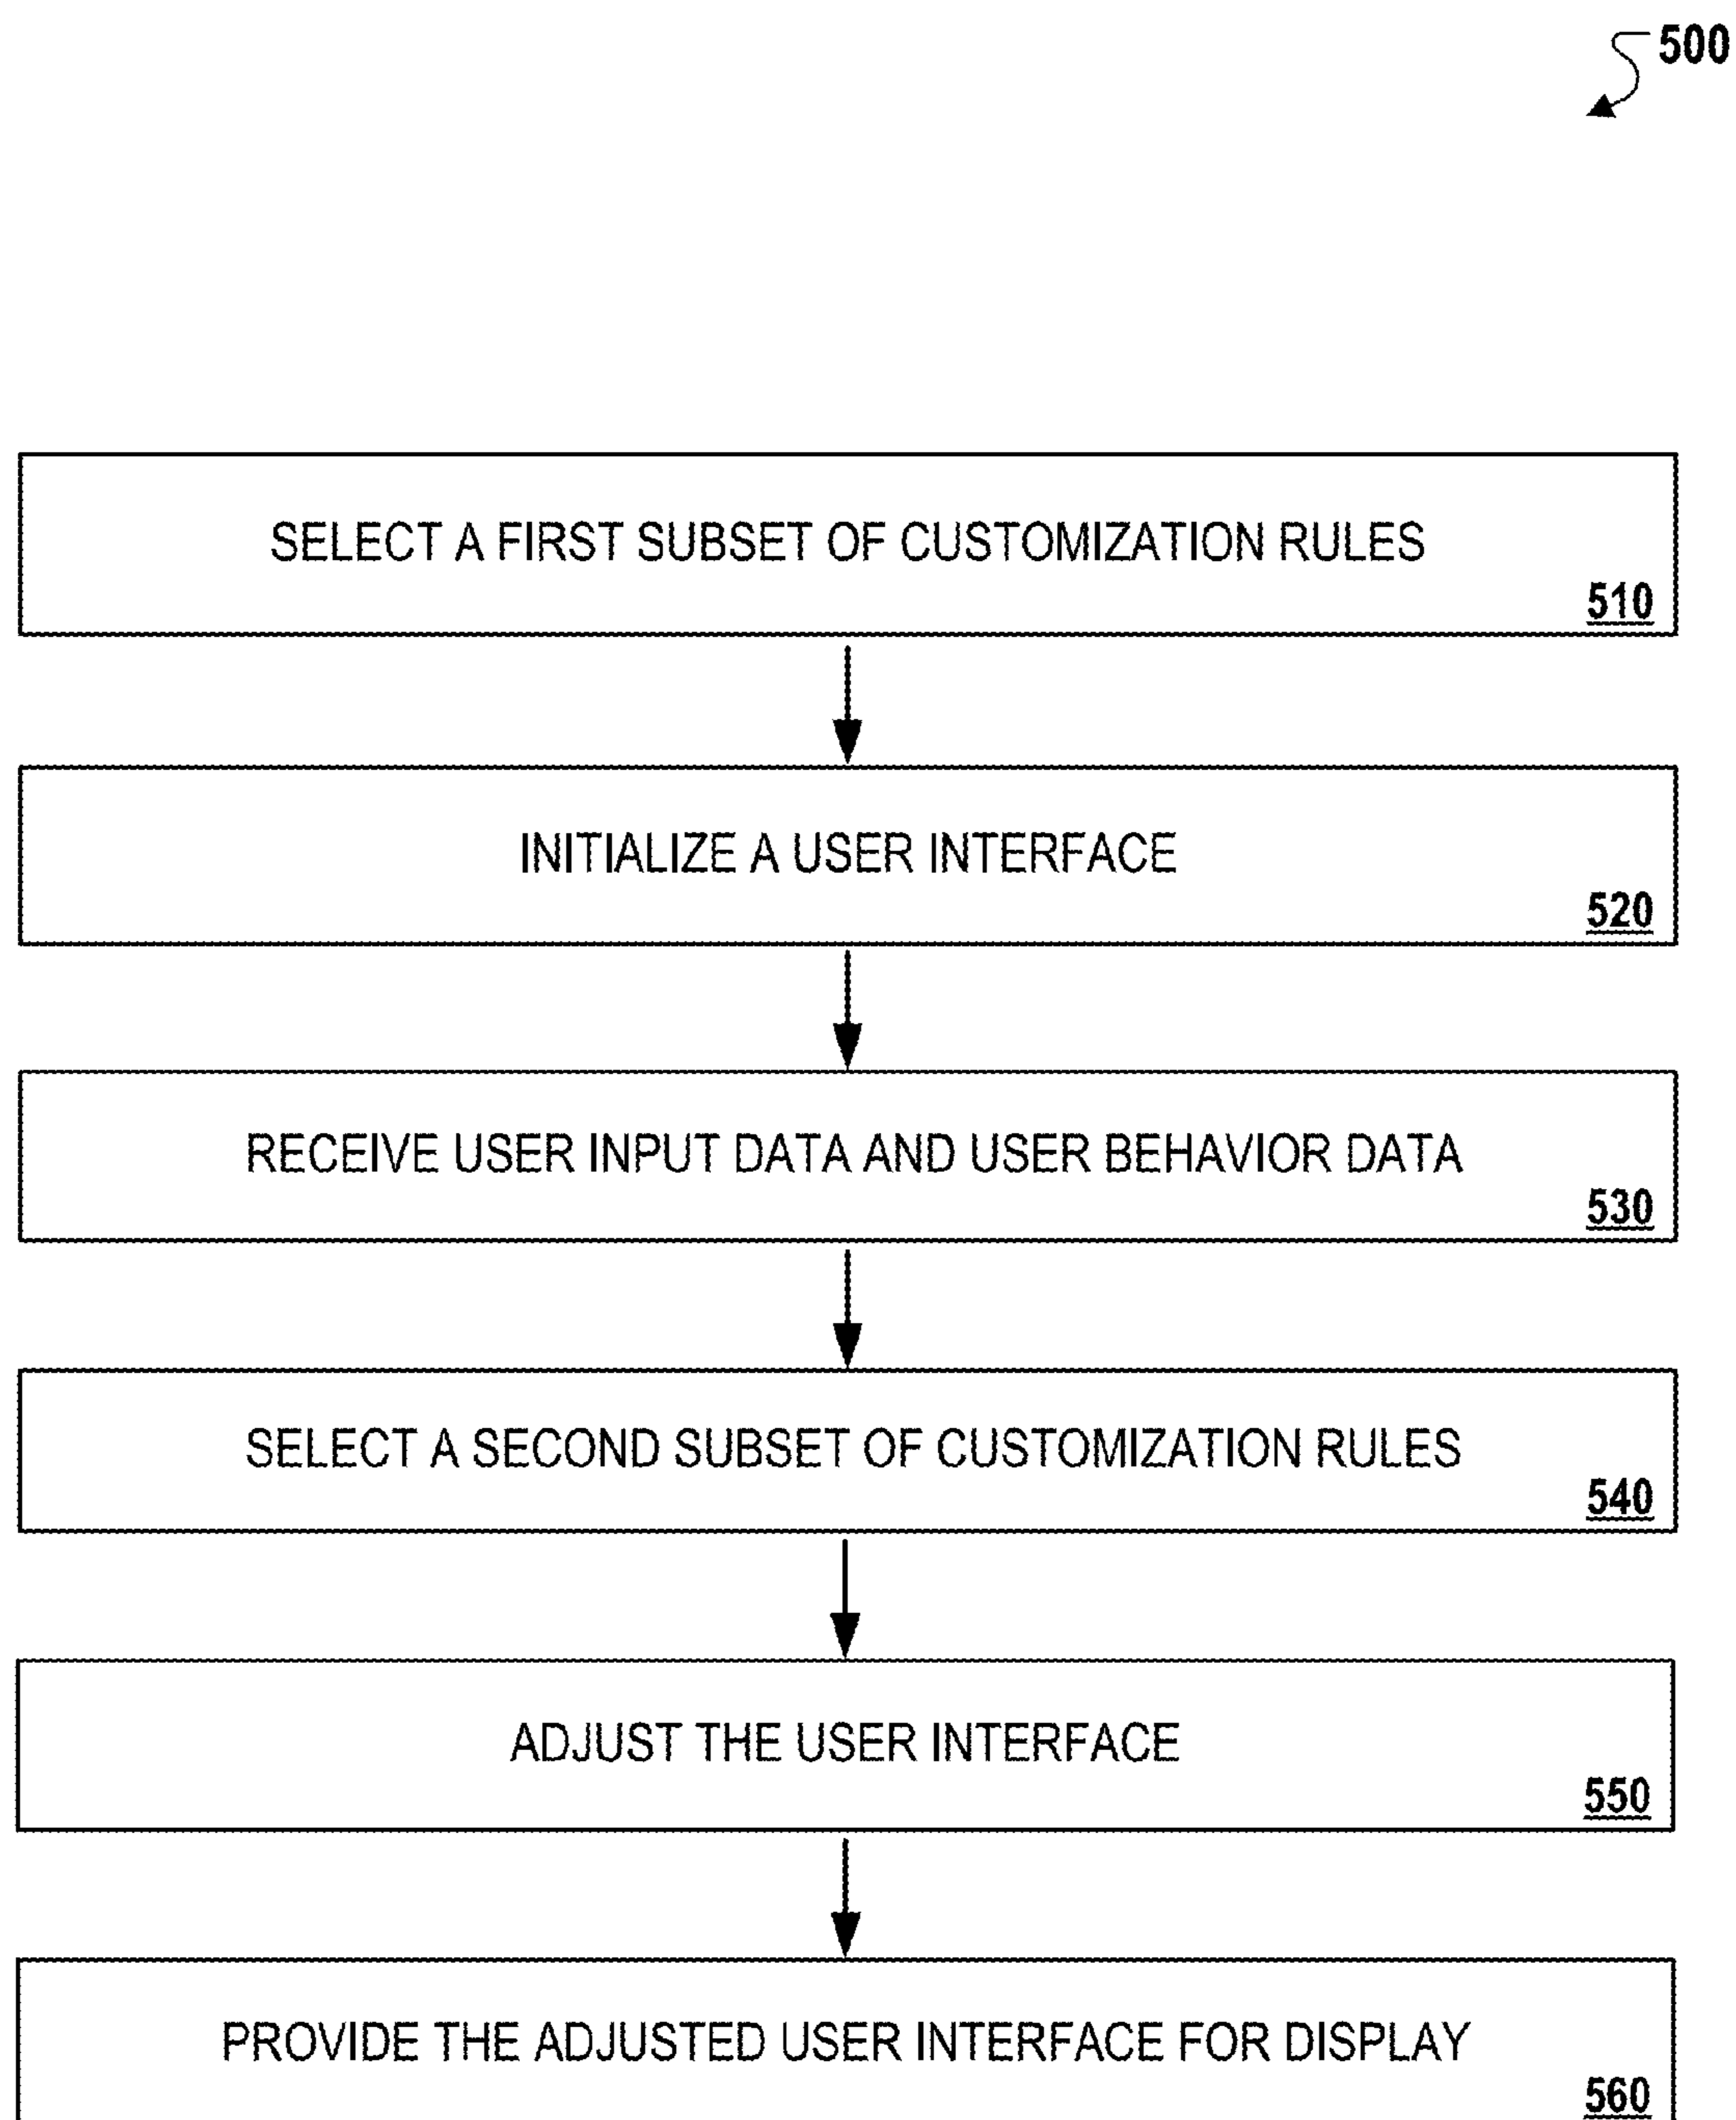 500
SELECT A FIRST SUBSET OF CUSTOMIZATION RULES
510
INITIALIZE A USER INTERFACE
520
RECEIVE USER INPUT DATA AND USER BEHAVIOR DATA
530
SELECT A SECOND SUBSET OF CUSTOMIZATION RULES
540
ADJUST THE USER INTERFACE
550
PROVIDE THE ADJUSTED USER INTERFACE FOR DISPLAY
560